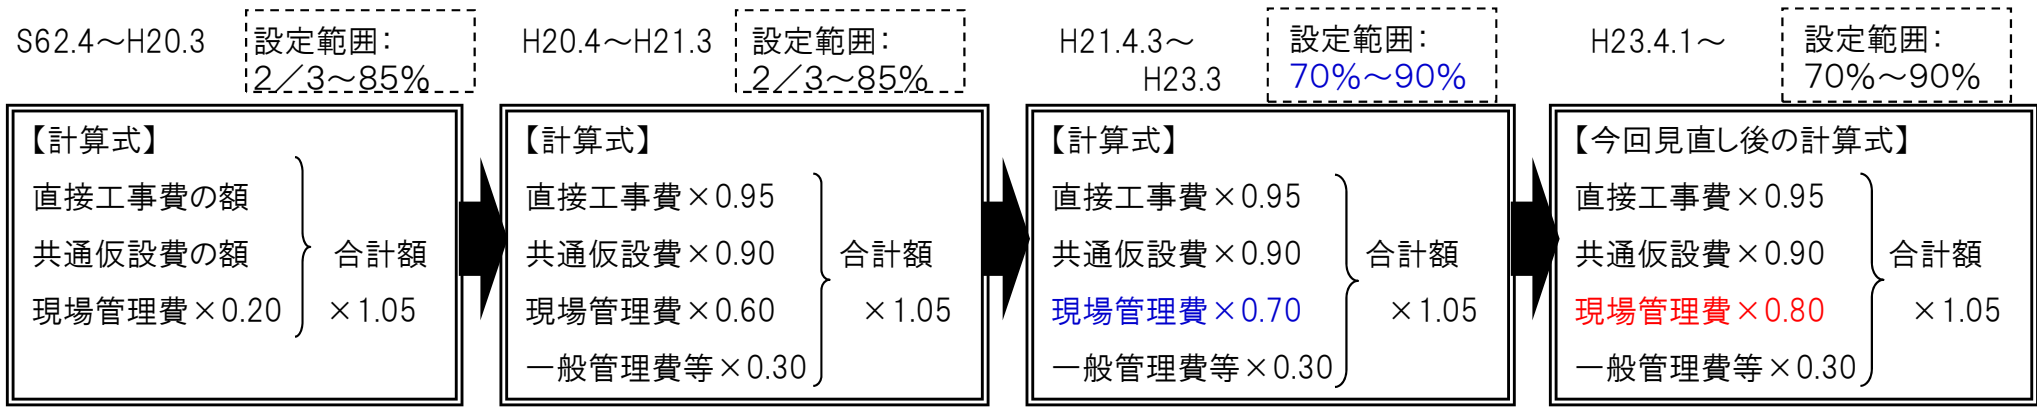 S62.4～H20.3
設定範囲：
2／3～85%
【計算式】
直接工事費の額
共通仮設費の額
現場管理費×0.20
合計額
×1.05
H20.4～H21.3
設定範囲：
2／3～85%
【計算式】
直接工事費×0.95
共通仮設費×0.90
現場管理費×0.60
一般管理費等×0.30
合計額
×1.05
H21.4.3～
H23.3
設定範囲：
70%～90%
【計算式】
直接工事費×0.95
共通仮設費×0.90
現場管理費×0.70
一般管理費等×0.30
合計額
×1.05
H23.4.1～
設定範囲：
70%～90%
【今回見直し後の計算式】
直接工事費×0.95
共通仮設費×0.90
現場管理費×0.80
一般管理費等×0.30
合計額
×1.05